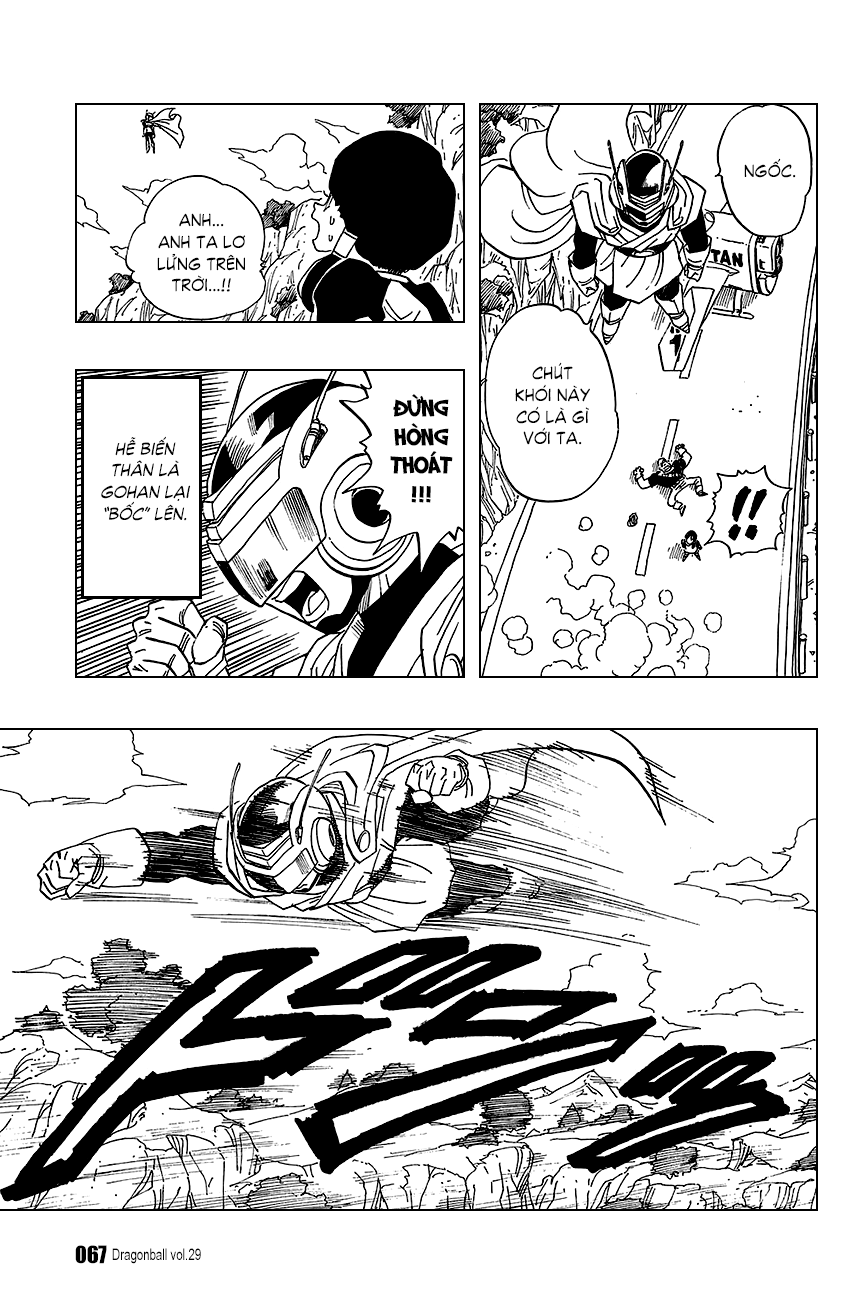 NGỐC.
TAN
CHÚT
KHÓI NÀY
CÓ LÀ GÌ
VỚI TA.
!!
ANH...
ANH TA LƠ
LỬNG TRÊN
TRỜI...!!
ĐỪNG
HÒNG
THOÁT
!!!
HỄ BIẾN
THÂN LÀ
GOHAN LẠI
"BỐC" LÊN.
067 Dragonball vol.29